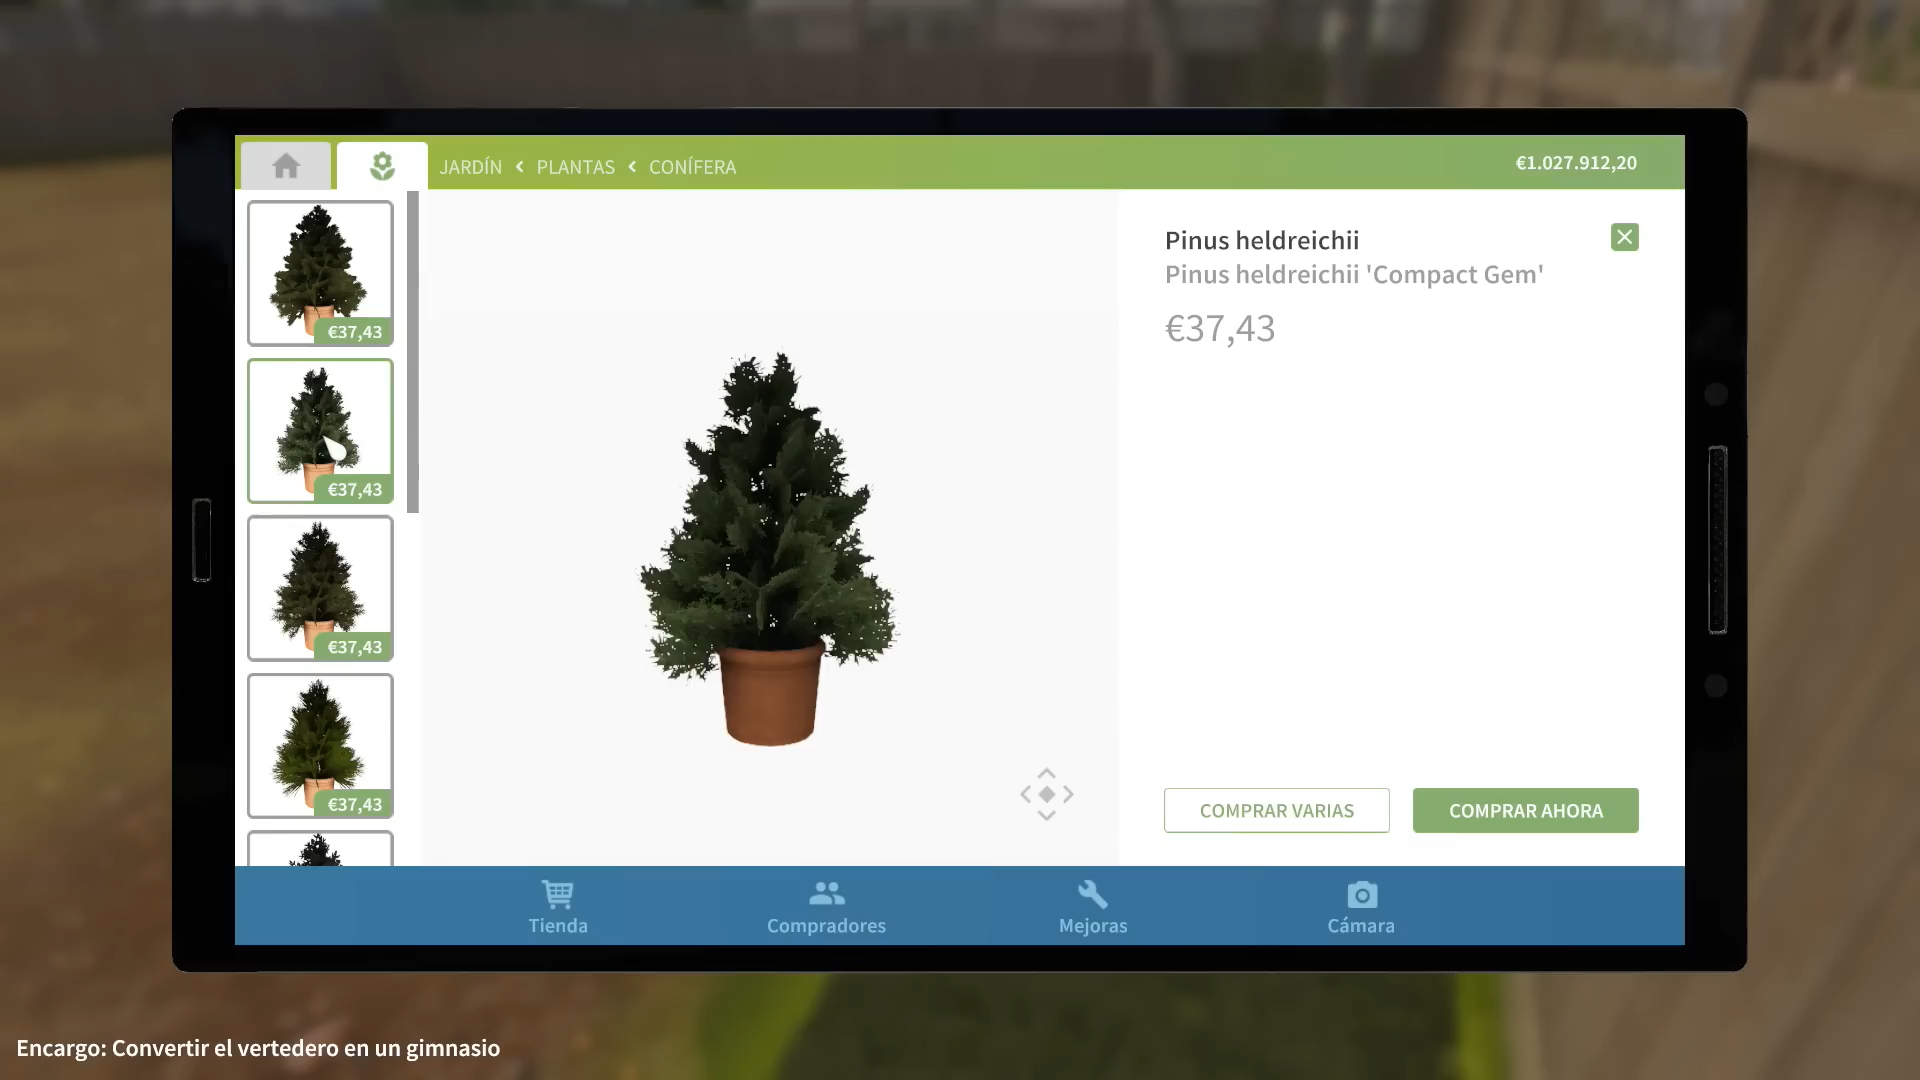 JARDÍN < PLANTAS < CONÍFERA
€1.027.912,20
€37,43
€37,43
€37,43
€37,43
Pinus heldreichii
Pinus heldreichii 'Compact Gem'
€37,43
COMPRAR VARIAS
COMPRAR AHORA
Tienda
Compradores
Mejoras
Cámara
Encargo: Convertir el vertedero en un gimnasio